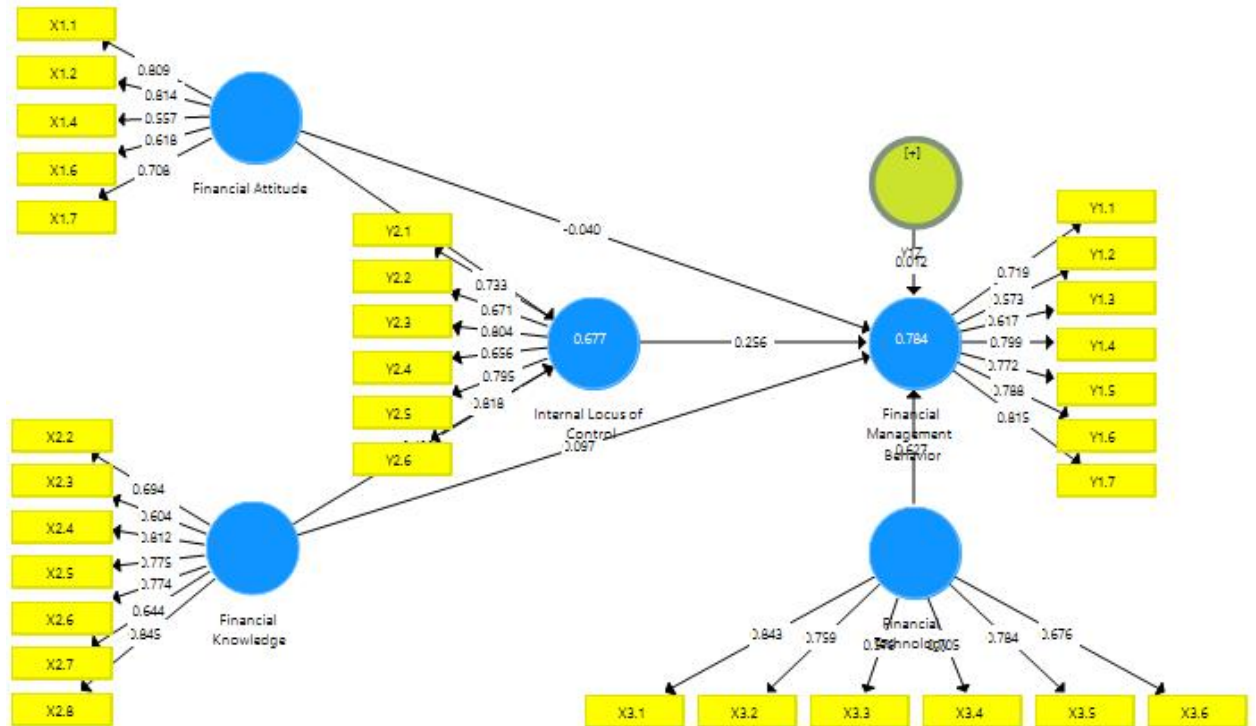 X1.1
X1.2
X1.4
X1.6
X1.7
0.809
0.814
0.557
0.618
0.708
Financial Attitude
-0.040
[+]
0.012
Y2.1
Y2.2
Y2.3
Y2.4
Y2.5
Y2.6
0.733
0.671
0.804
0.656
0.795
0.818
0.677
Internal Locus of
Control
0.256
0.097
0.784
Financial
Management
Behavior
0.627
0.719
0.573
0.617
0.799
0.772
0.788
0.815
Y1.1
Y1.2
Y1.3
Y1.4
Y1.5
Y1.6
Y1.7
X2.2
X2.3
X2.4
X2.5
X2.6
X2.7
X2.8
0.694
0.604
0.812
0.775
0.774
0.644
0.845
Financial
Knowledge
Financial
Technology
0.843
0.759
0.705
0.784
0.676
X3.1
X3.2
X3.3
X3.4
X3.5
X3.6